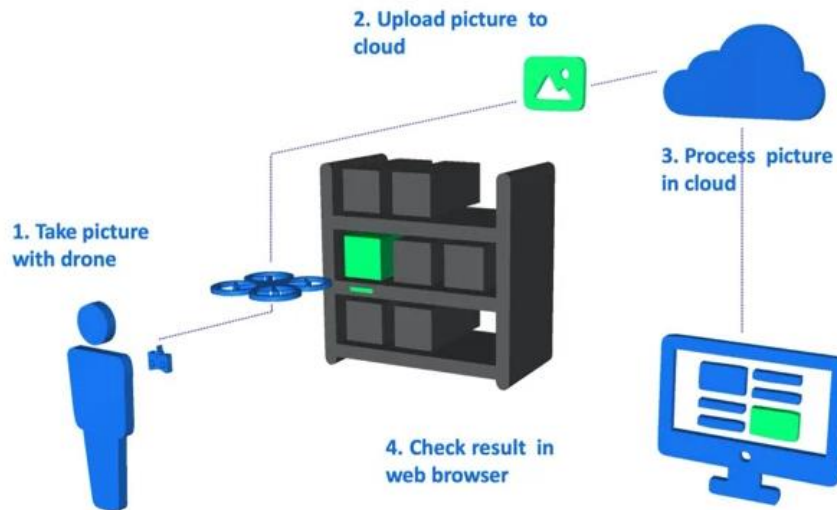 1. Take picture
with drone
2. Upload picture to
cloud
3. Process picture
in cloud
4. Check result in
web browser